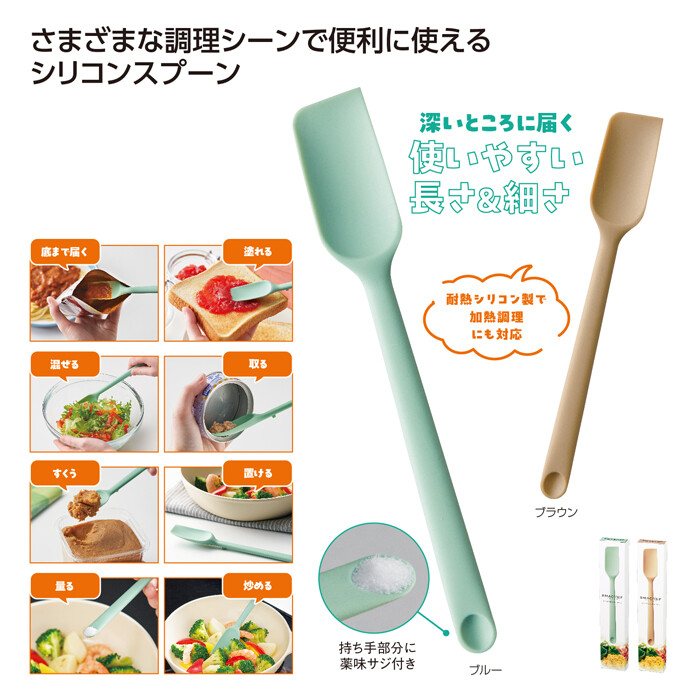 さまざまな調理シーンで便利に使える
シリコンスプーン
深いところに届く
使いやすい
長さ&細さ
耐熱シリコン製で
加熱調理
にも対応
底まで届く
塗れる
混ぜる
取る
すくう
置ける
量る
炒める
持ち手部分に
薬味サジ付き
ブルー
ブラウン